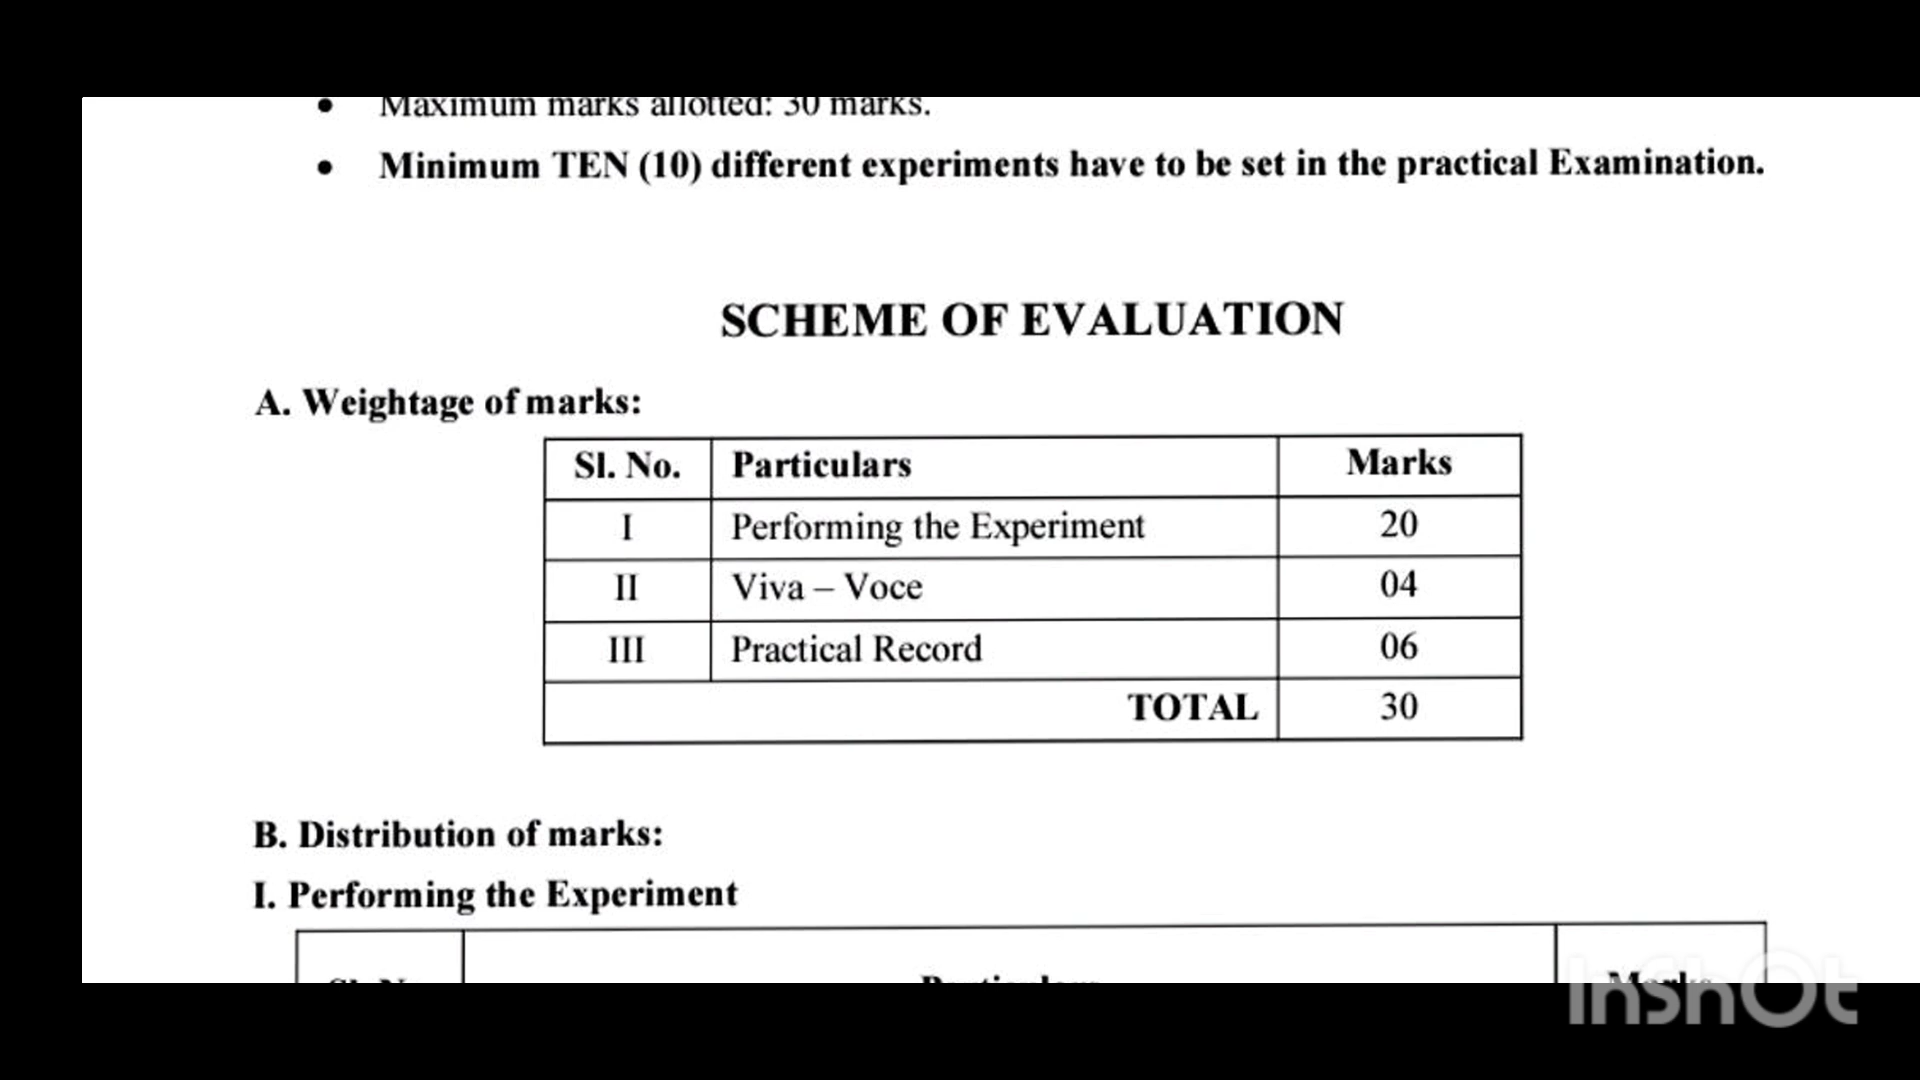 • Maximum marks allotted: 30 marks.
• Minimum TEN (10) different experiments have to be set in the practical Examination.
SCHEME OF EVALUATION
A. Weightage of marks:
Sl. No. Particulars Marks
I Performing the Experiment 20
II Viva – Voce 04
III Practical Record 06
TOTAL 30
B. Distribution of marks:
I. Performing the Experiment
Particulars Marks
InShOt